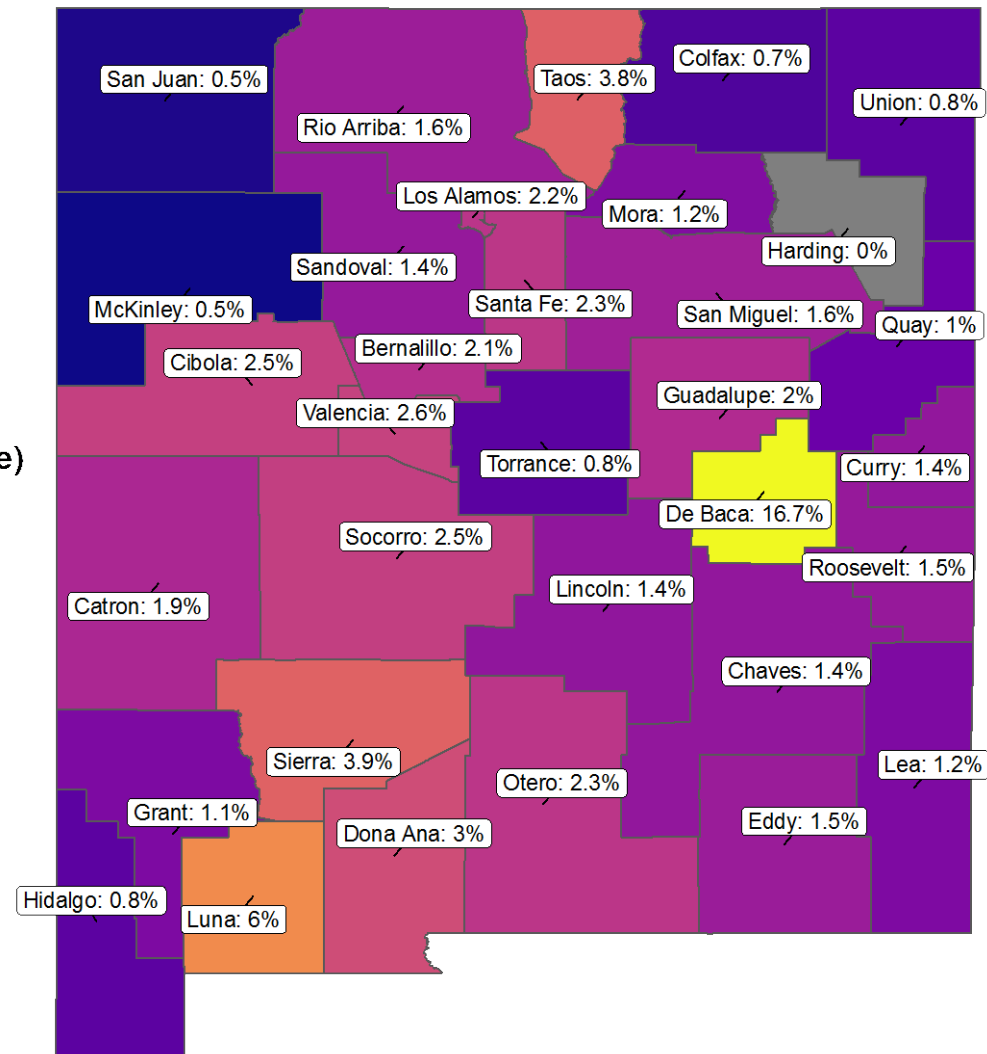 Colfax: 0.7%
San Juan: 0.5%
Taos: 3.8%
Union: 0.8%
Rio Arriba: 1.6%
Los Alamos: 2.2%
Mora: 1.2%
Harding: 0%
Sandoval: 1.4%
Santa Fe: 2.3%
McKinley: 0.5%
San Miguel: 1.6%
Quay: 1%
Bernalillo: 2.1%
Cibola: 2.5%
Guadalupe: 2%
Valencia: 2.6%
e)
Torrance: 0.8%
Curry: 1.4%
De Baca: 16.7%
Socorro: 2.5%
Roosevelt: 1.5%
Lincoln: 1.4%
Catron: 1.9%
Chaves: 1.4%
Sierra: 3.9%
Lea: 1.2%
Otero: 2.3%
Grant: 1.1%
Eddy: 1.5%
Dona Ana: 3%
Hidalgo: 0.8%
Luna: 6%